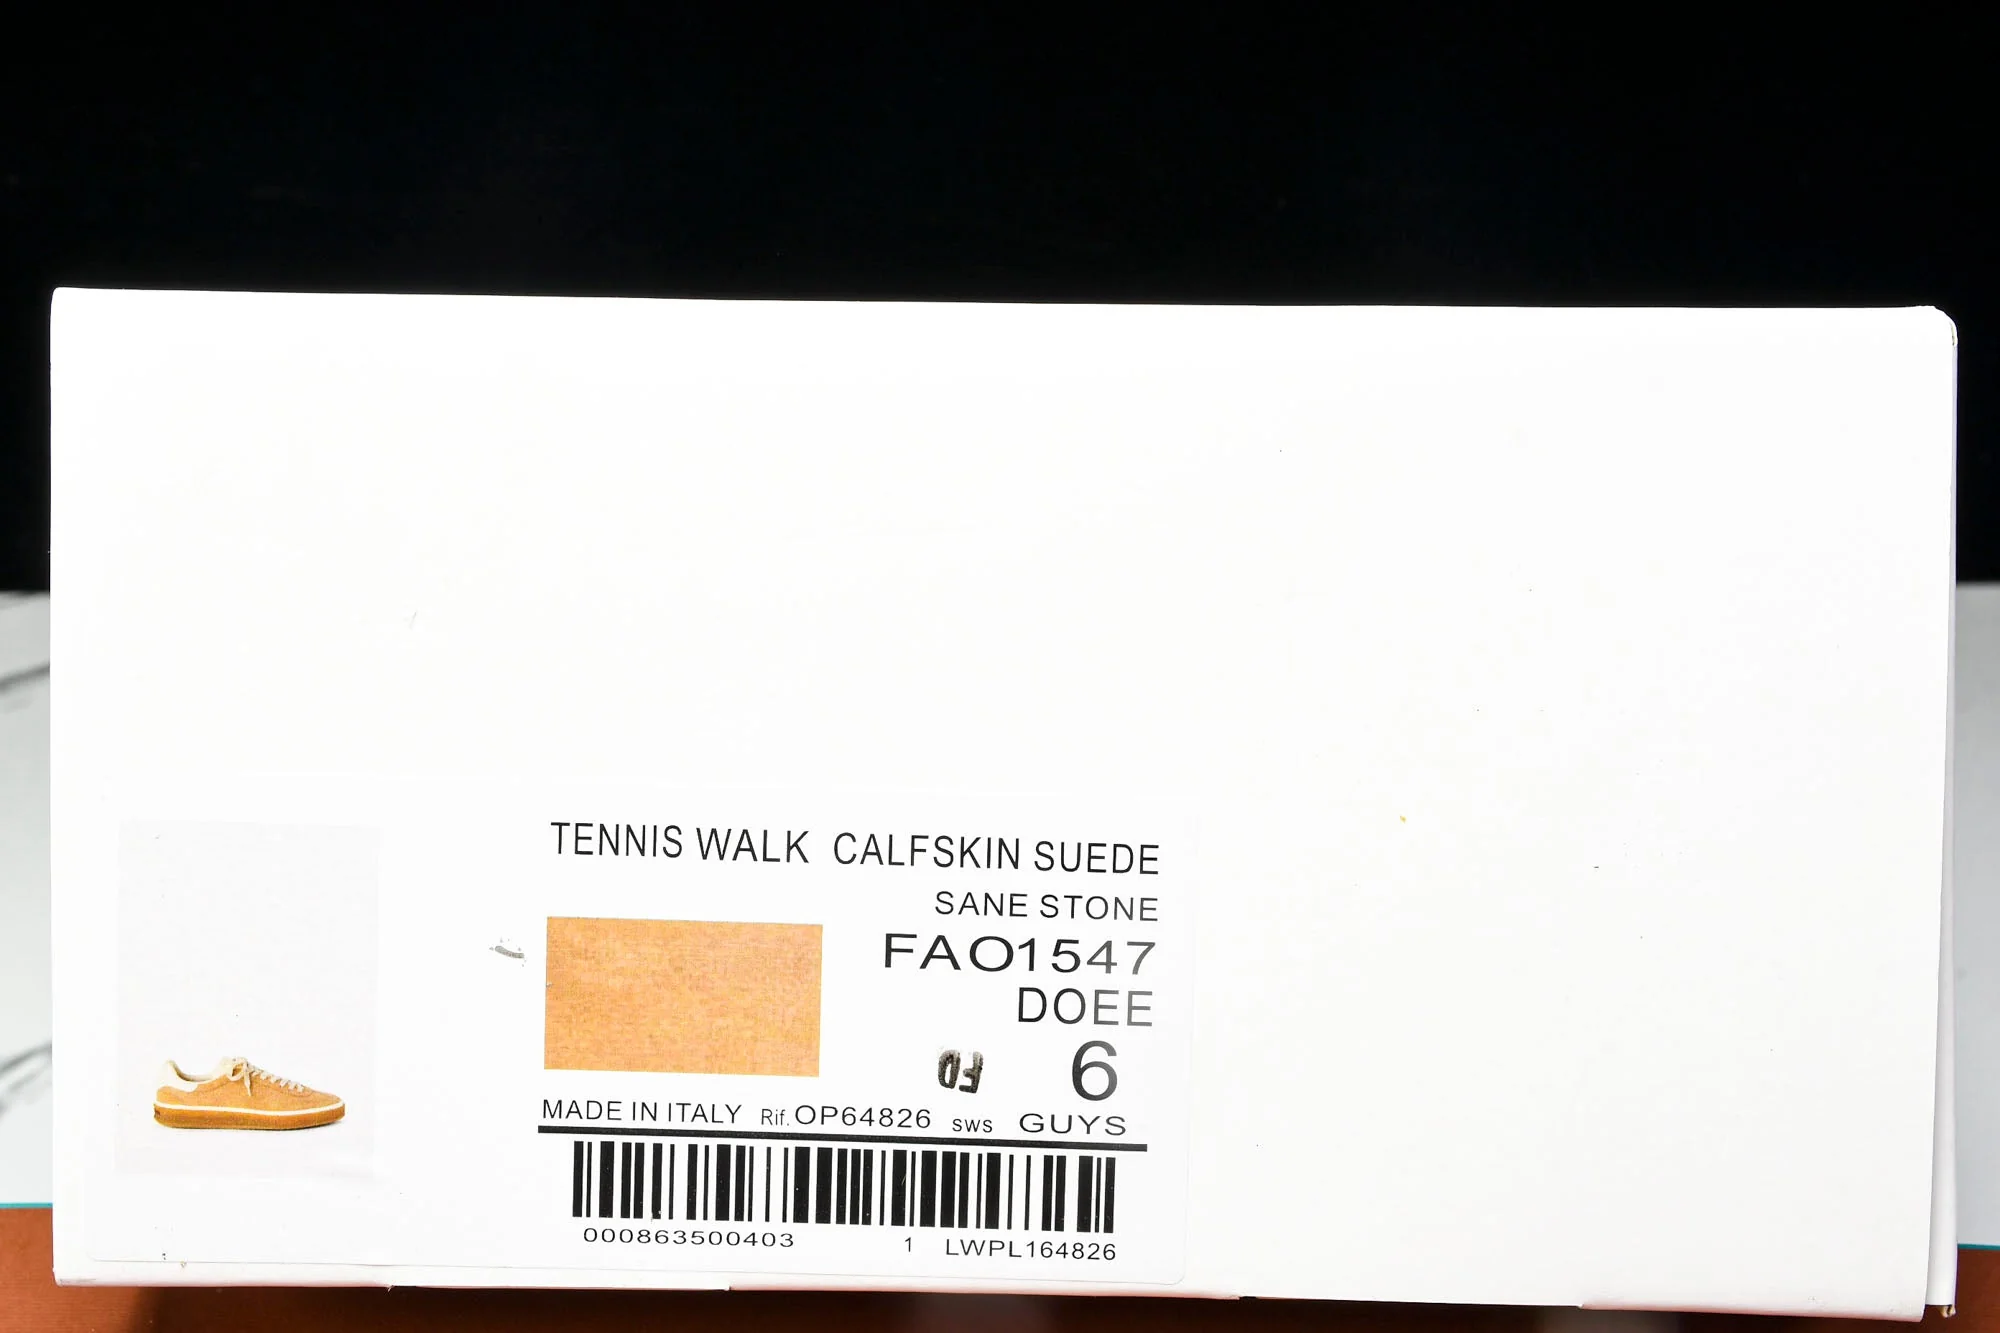 TENNIS WALK CALFSKIN SUEDE
SANE STONE
FAO1547
DOEE
6
FD
MADE IN ITALY Rif. OP64826 sws GUYS
000863500403 1 LWPL164826